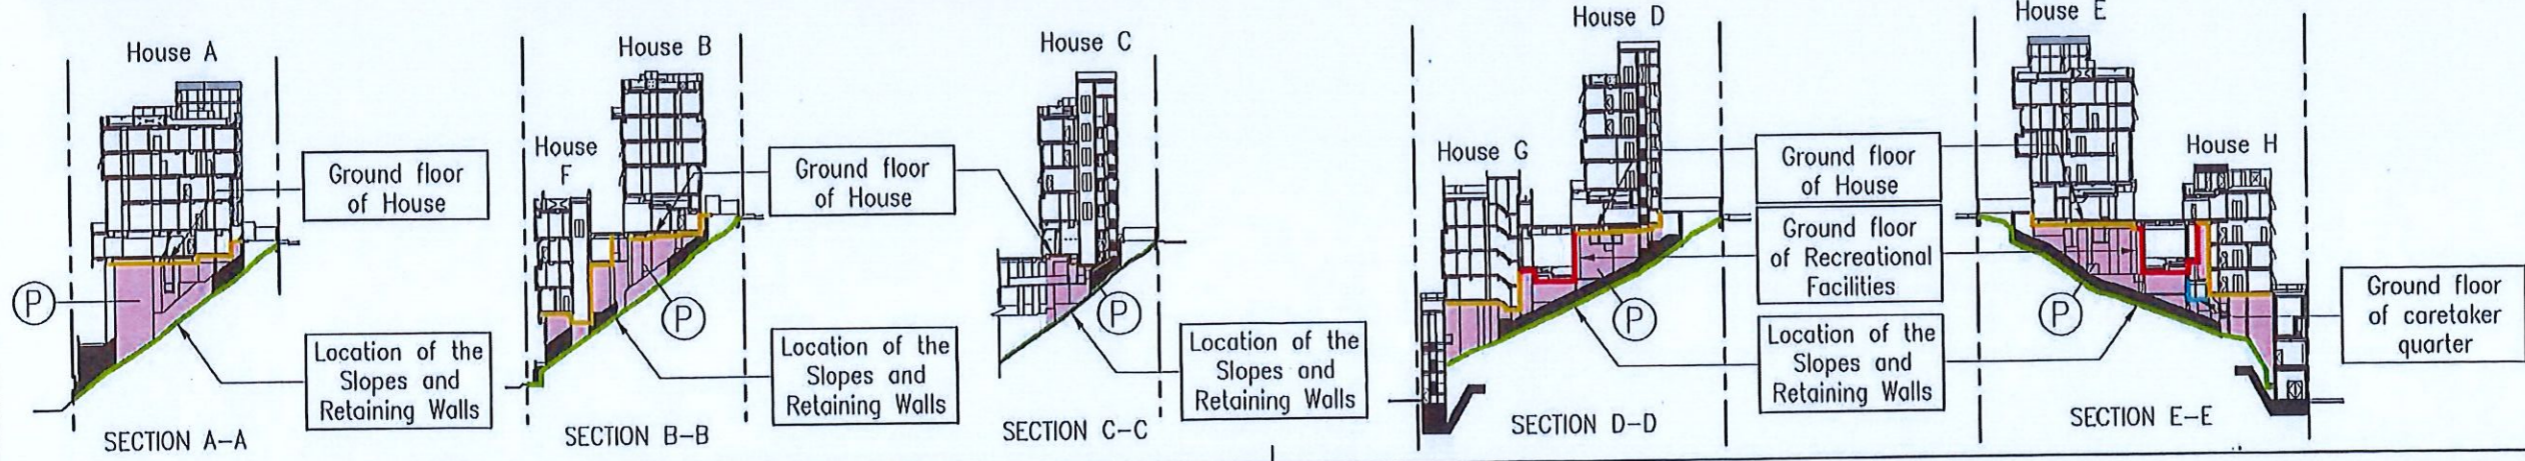 House A
Ground floor
of House
P
Location of the
Slopes and
Retaining Walls
SECTION A-A
House B
House
F
Ground floor
of House
P
Location of the
Slopes and
Retaining Walls
SECTION B-B
House C
P
Location of the
Slopes and
Retaining Walls
SECTION C-C
House D
House G
Ground floor
of House
Ground floor
of Recreational
Facilities
P
Location of the
Slopes and
Retaining Walls
SECTION D-D
House E
House H
P
Ground floor
of caretaker
quarter
SECTION E-E